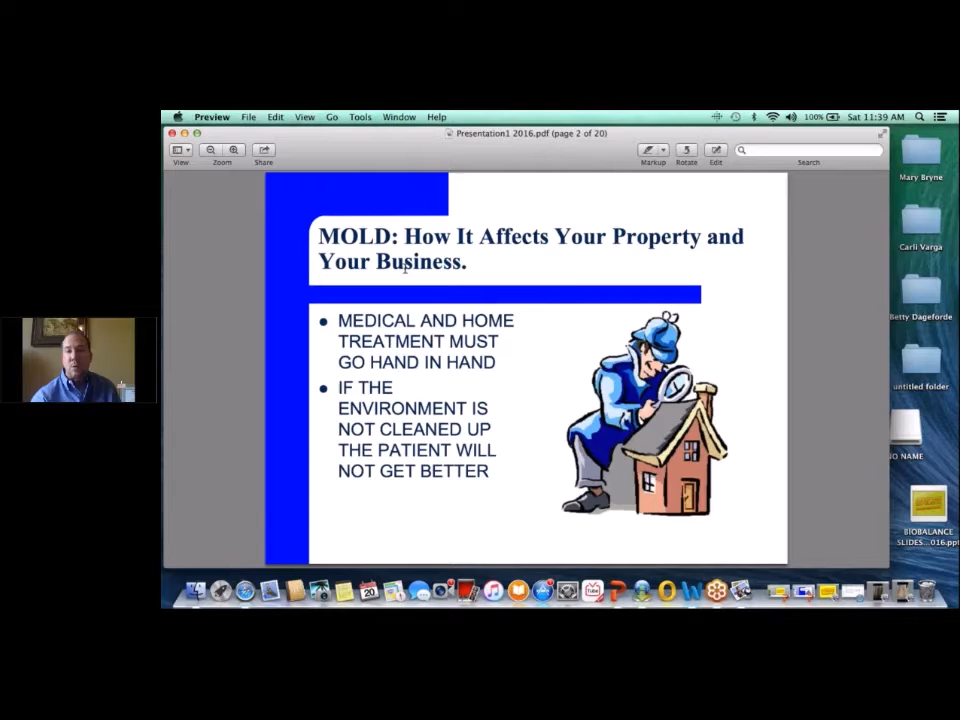 Preview File Edit View Go Tools Window Help
100% Sat 11:39 AM
Presentation1 2016.pdf (page 2 of 20)
View Zoom Share Markup Rotate Edit Search
MOLD: How It Affects Your Property and
Your Business.
MEDICAL AND HOME
TREATMENT MUST
GO HAND IN HAND
IF THE
ENVIRONMENT IS
NOT CLEANED UP
THE PATIENT WILL
NOT GET BETTER
Mary Bryne
Carli Varga
Betty Dageforde
untitled folder
NO NAME
BIOBALANCE
SLIDES...016.ppt
20
Tube